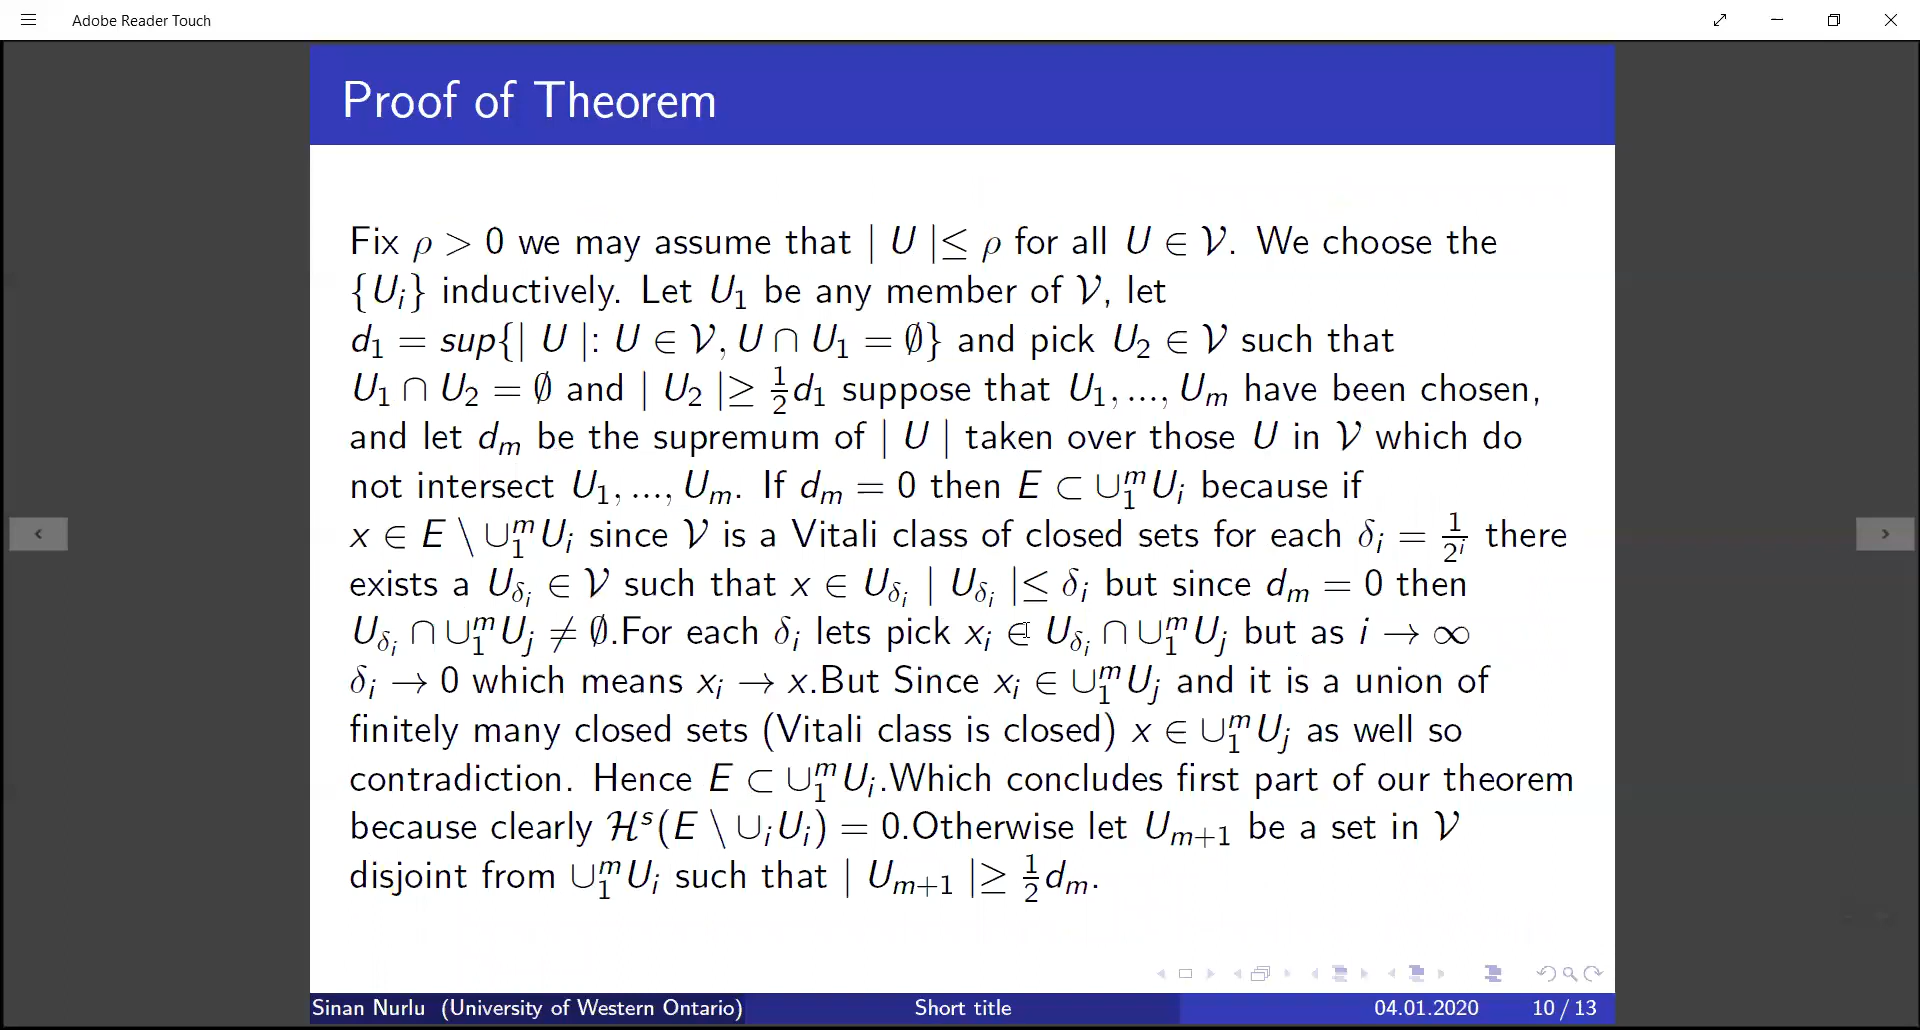 Adobe Reader Touch
Proof of Theorem
Fix ρ > 0 we may assume that | U |≤ ρ for all U ∈ 𝒱. We choose the
{U_i} inductively. Let U_1 be any member of 𝒱, let
d_1 = sup{| U |: U ∈ 𝒱, U ∩ U_1 = ∅} and pick U_2 ∈ 𝒱 such that
U_1 ∩ U_2 = ∅ and | U_2 |≥ \frac{1}{2}d_1 suppose that U_1, ..., U_m have been chosen,
and let d_m be the supremum of | U | taken over those U in 𝒱 which do
not intersect U_1, ..., U_m. If d_m = 0 then E ⊂ ∪_1^m U_i because if
x ∈ E \ ∪_1^m U_i since 𝒱 is a Vitali class of closed sets for each δ_i = \frac{1}{2^i} there
exists a U_{δ_i} ∈ 𝒱 such that x ∈ U_{δ_i} | U_{δ_i} |≤ δ_i but since d_m = 0 then
U_{δ_i} ∩ ∪_1^m U_j ≠ ∅.For each δ_i lets pick x_i ∈ U_{δ_i} ∩ ∪_1^m U_j but as i → ∞
δ_i → 0 which means x_i → x.But Since x_i ∈ ∪_1^m U_j and it is a union of
finitely many closed sets (Vitali class is closed) x ∈ ∪_1^m U_j as well so
contradiction. Hence E ⊂ ∪_1^m U_i.Which concludes first part of our theorem
because clearly ℋ^s(E \ ∪_i U_i) = 0.Otherwise let U_{m+1} be a set in 𝒱
disjoint from ∪_1^m U_i such that | U_{m+1} |≥ \frac{1}{2}d_m.
Sinan Nurlu (University of Western Ontario)
Short title
04.01.2020
10 / 13